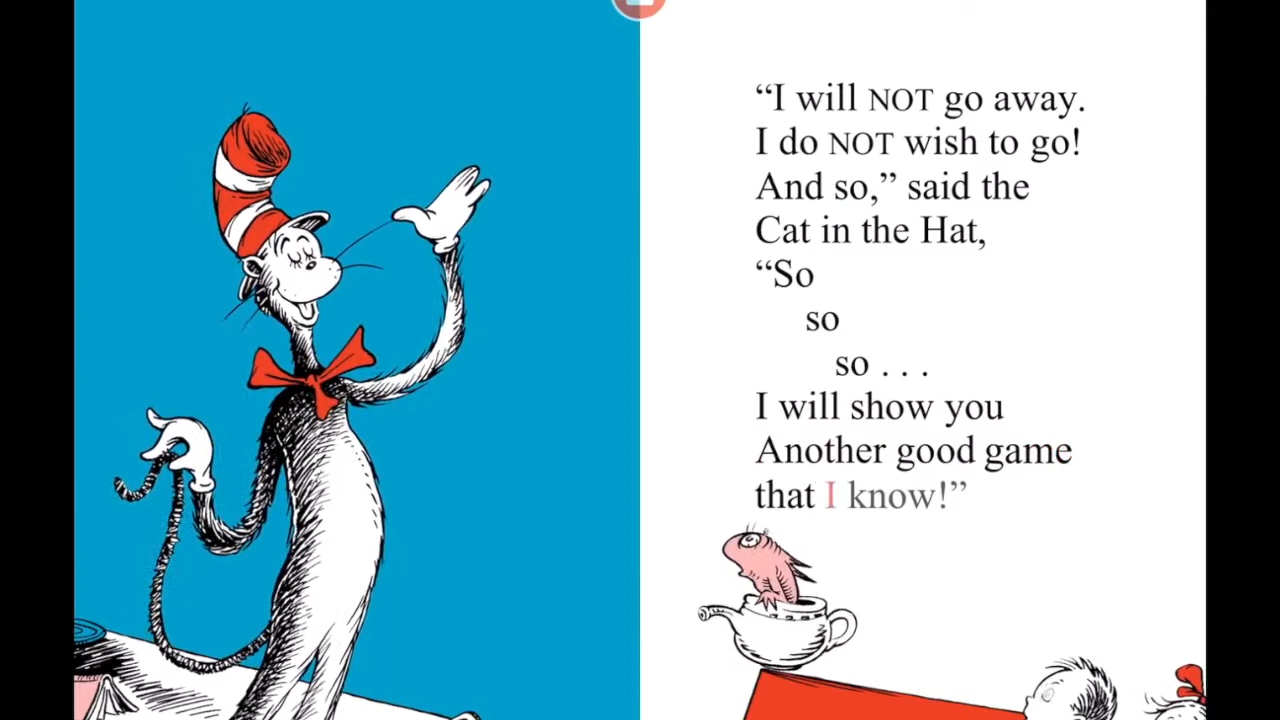 “I will NOT go away.
I do NOT wish to go!
And so,” said the
Cat in the Hat,
“So
so
so . . .
I will show you
Another good game
that I know!”